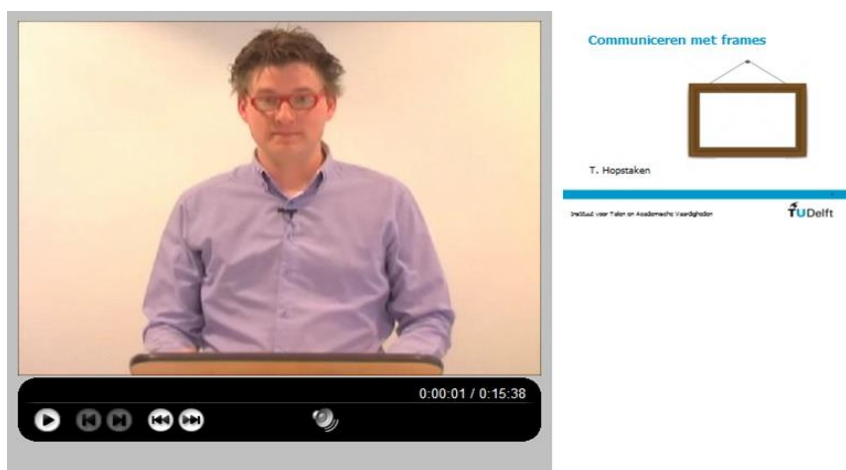 Communiceren met frames
T. Hopstaken
Instituut voor Talen en Academische Vaardigheden
TUDelft
0:00:01 / 0:15:38